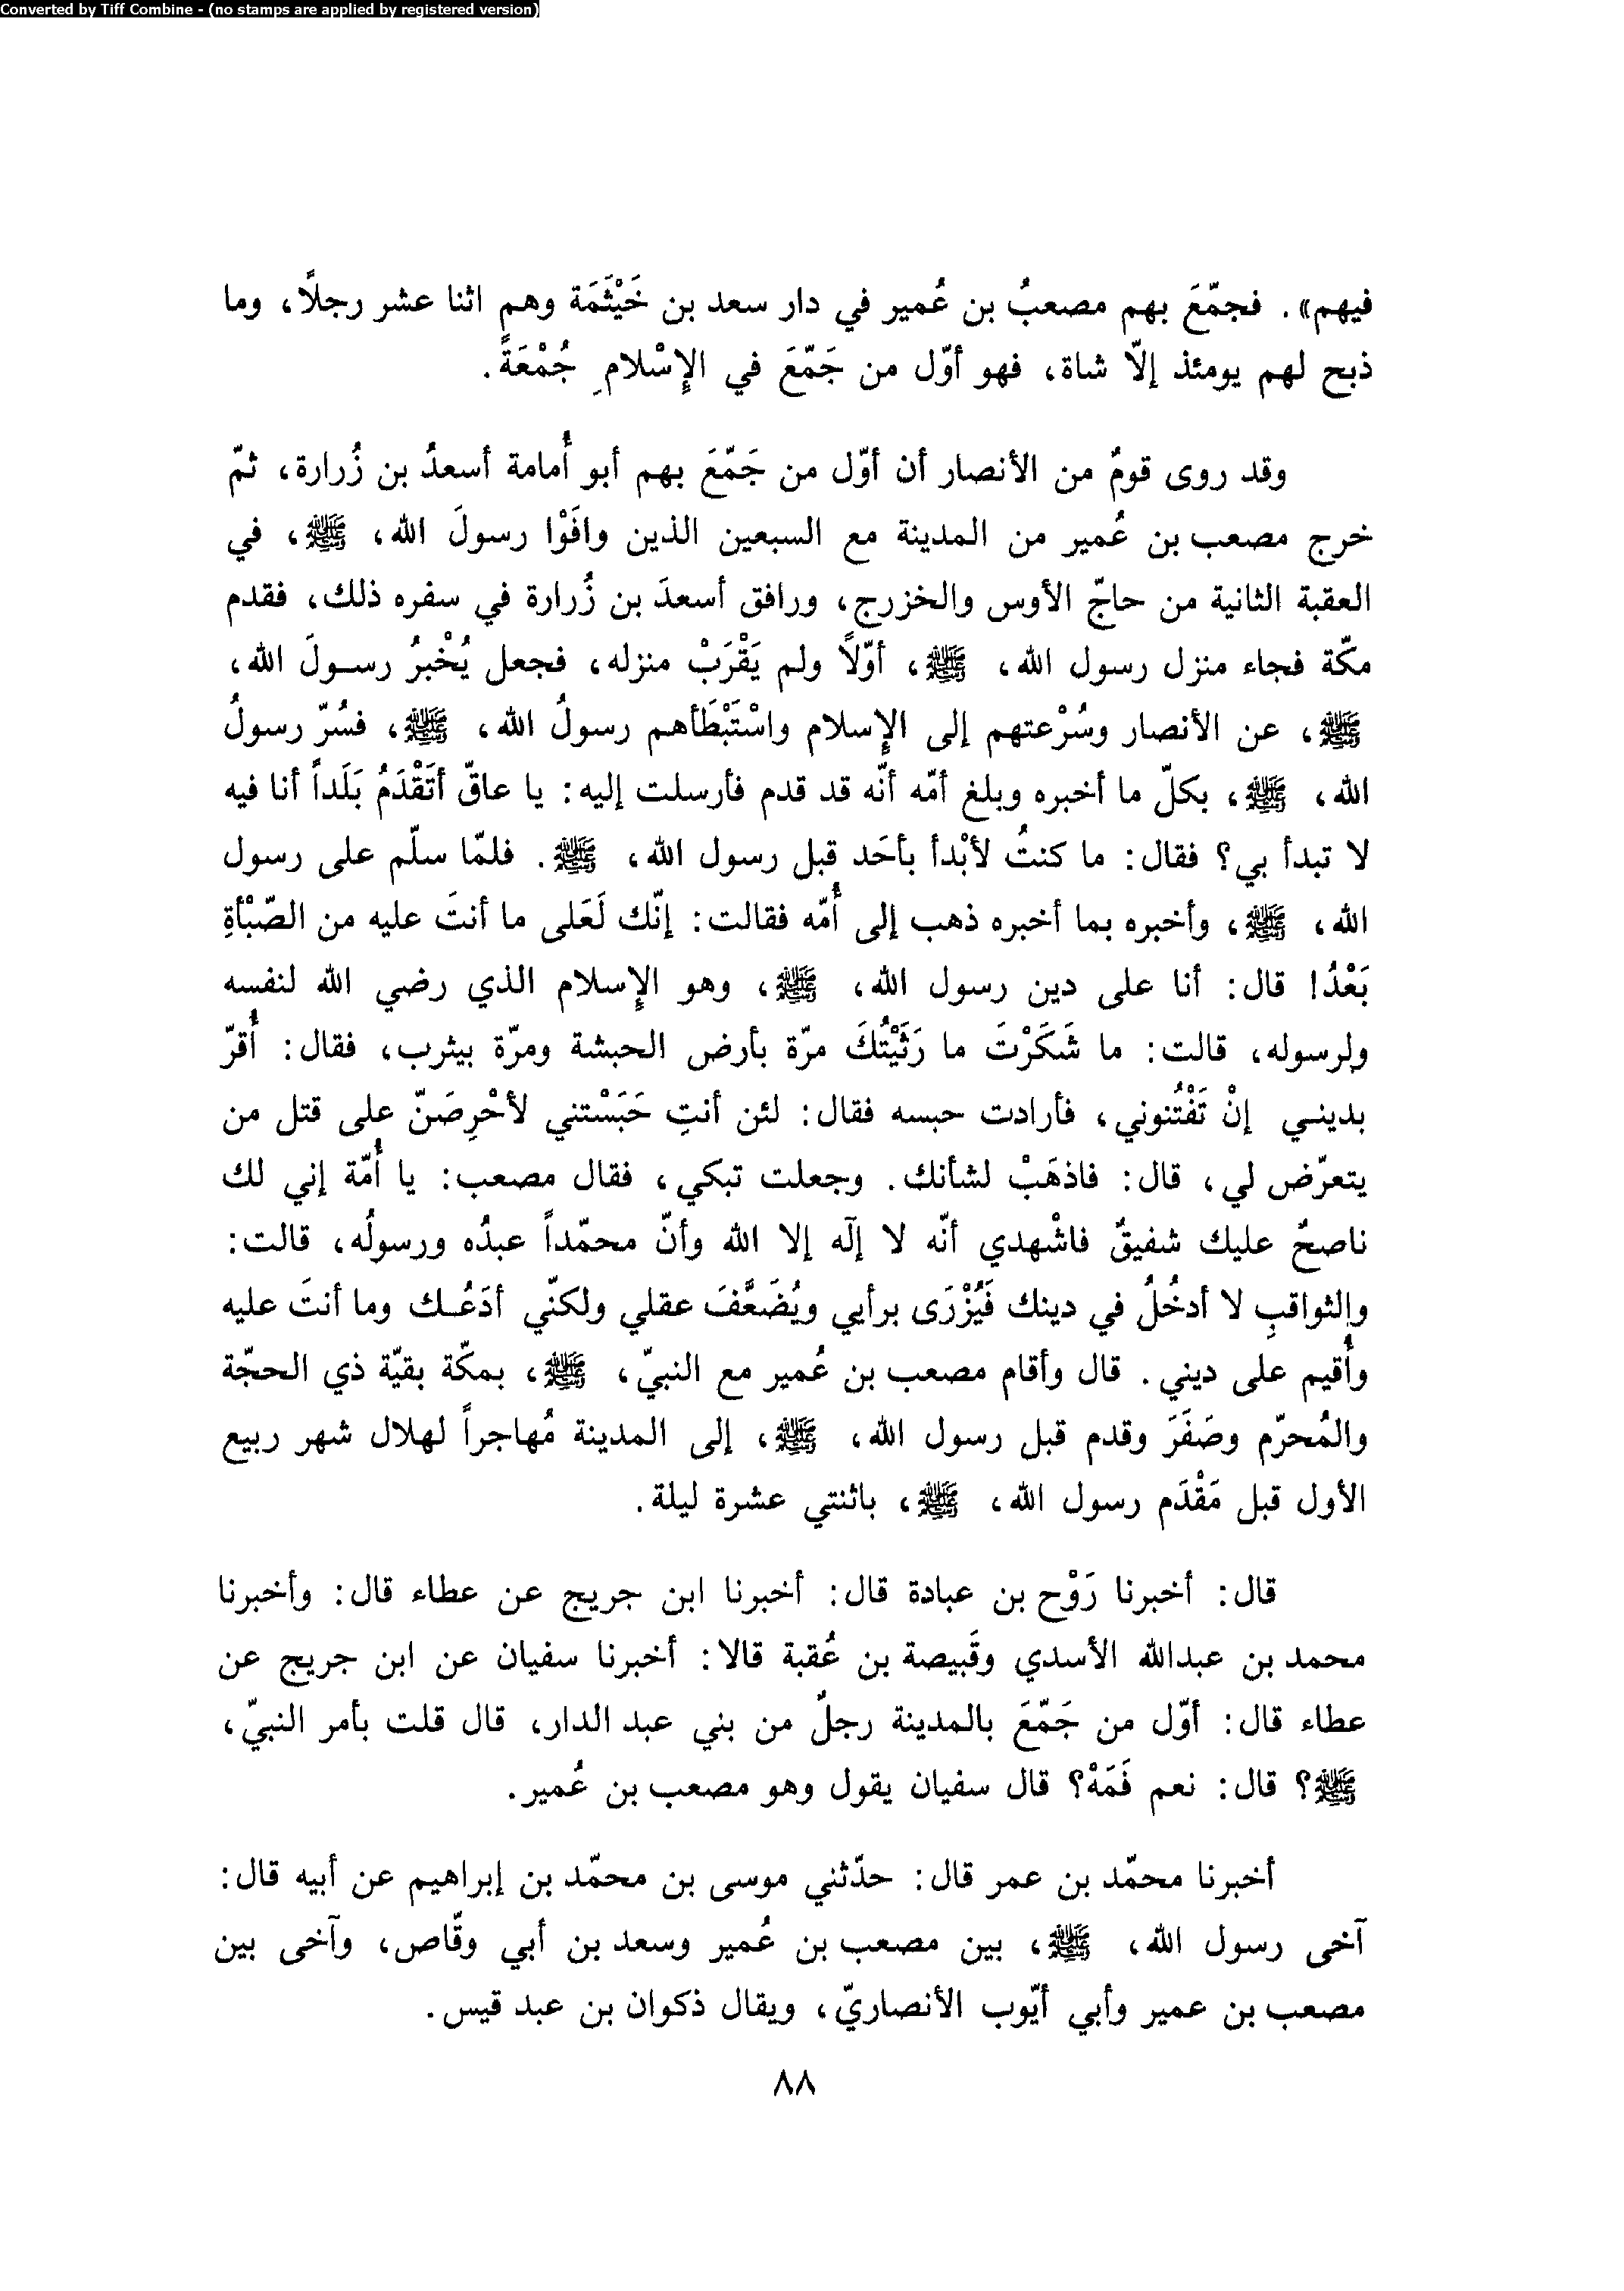 Converted by Tiff Combine - (no stamps are applied by registered version)
فيهم». فجمّعَ بهم مصعبُ بن عُمير في دار سعد بن خَيْثَمَة وهم اثنا عشر رجلاً، وما
ذبح لهم يومئذ إلّا شاة، فهو أوّل من جَمّعَ في الإسْلامِ جُمْعَةً.
وقد روى قومٌ من الأنصار أن أوّل من جَمّعَ بهم أبو أُمامة أسعدُ بن زُرارة، ثمّ
خرج مصعب بن عُمير من المدينة مع السبعين الذين وافَوْا رسولَ الله، ﷺ، في
العقبة الثانية من حاجّ الأوس والخزرج، ورافق أسعدَ بن زُرارة في سفره ذلك، فقدم
مكّة فجاء منزل رسول الله، ﷺ، أوّلاً ولم يَقْرَبْ منزله، فجعل يُخْبرُ رسولَ الله،
ﷺ، عن الأنصار وسُرْعتهم إلى الإسلام واسْتَبْطَأهم رسولُ الله، ﷺ، فسُرّ رسولُ
الله، ﷺ، بكلّ ما أخبره وبلغ أمّه أنّه قد قدم فأرسلت إليه: يا عاقّ أتَقْدَمُ بَلَداً أنا فيه
لا تبدأ بي؟ فقال: ما كنتُ لأبْدأ بأحَد قبل رسول الله، ﷺ. فلمّا سلّم على رسول
الله، ﷺ، وأخبره بما أخبره ذهب إلى أُمّه فقالت: إنّك لَعَلى ما أنتَ عليه من الصّبْأةِ
بَعْدُ! قال: أنا على دين رسول الله، ﷺ، وهو الإسلام الذي رضي الله لنفسه
ولرسوله، قالت: ما شَكَرْتَ ما رَثَيْتُكَ مرّة بأرض الحبشة ومرّة بيثرب، فقال: أُقرّ
بديني إنْ تَفْتُنوني، فأرادت حبسه فقال: لئن أنتِ حَبَسْتني لأحْرِصَنّ على قتل من
يتعرّض لي، قال: فاذهَبْ لشأنك. وجعلت تبكي، فقال مصعب: يا أُمّة إني لك
ناصحٌ عليك شفيقٌ فاشْهدي أنّه لا إلٓه إلا الله وأنّ محمّداً عبدُه ورسولُه، قالت:
والثواقبِ لا أدخُلُ في دينك فَيُزْرَى برأيي ويُضَعَّفَ عقلي ولكنّي أدَعُك وما أنتَ عليه
وأُقيم على ديني. قال وأقام مصعب بن عُمير مع النبيّ، ﷺ، بمكّة بقيّة ذي الحجّة
والمُحرّم وصَفَرَ وقدم قبل رسول الله، ﷺ، إلى المدينة مُهاجراً لهلال شهر ربيع
الأول قبل مَقْدَم رسول الله، ﷺ، باثنتي عشرة ليلة.
قال: أخبرنا رَوْح بن عبادة قال: أخبرنا ابن جريج عن عطاء قال: وأخبرنا
محمد بن عبدالله الأسدي وقَبيصة بن عُقبة قالا: أخبرنا سفيان عن ابن جريج عن
عطاء قال: أوّل من جَمّعَ بالمدينة رجلٌ من بني عبد الدار، قال قلت بأمر النبيّ،
ﷺ؟ قال: نعم فَمَهْ؟ قال سفيان يقول وهو مصعب بن عُمير.
أخبرنا محمّد بن عمر قال: حدّثني موسى بن محمّد بن إبراهيم عن أبيه قال:
آخى رسول الله، ﷺ، بين مصعب بن عُمير وسعد بن أبي وقّاص، وآخى بين
مصعب بن عمير وأبي أيّوب الأنصاريّ، ويقال ذكوان بن عبد قيس.
٨٨